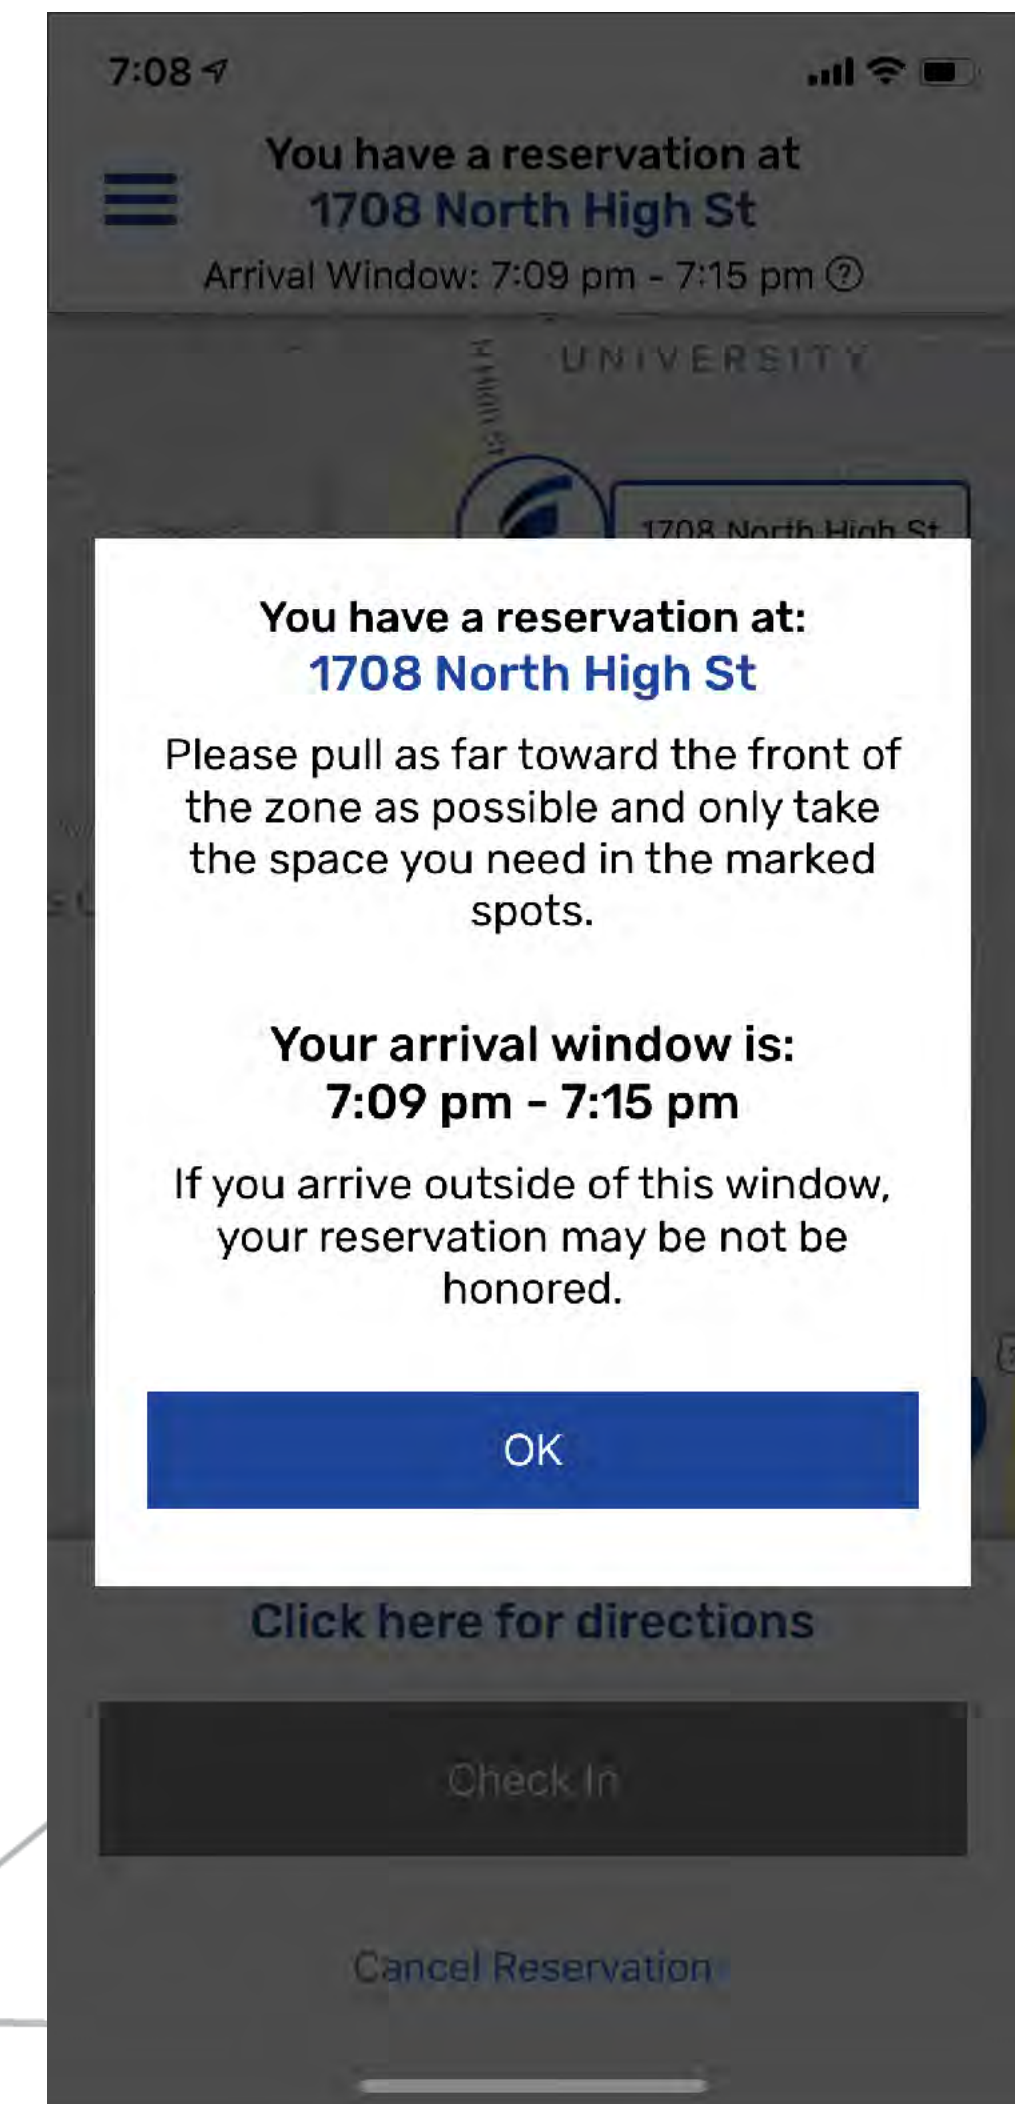 7:08
You have a reservation at
1708 North High St
Arrival Window: 7:09 pm - 7:15 pm ?
UNIVERSITY
N High St
1708 North High St
You have a reservation at:
1708 North High St
Please pull as far toward the front of
the zone as possible and only take
the space you need in the marked
spots.
Your arrival window is:
7:09 pm - 7:15 pm
If you arrive outside of this window,
your reservation may be not be
honored.
OK
Click here for directions
Check In
Cancel Reservation